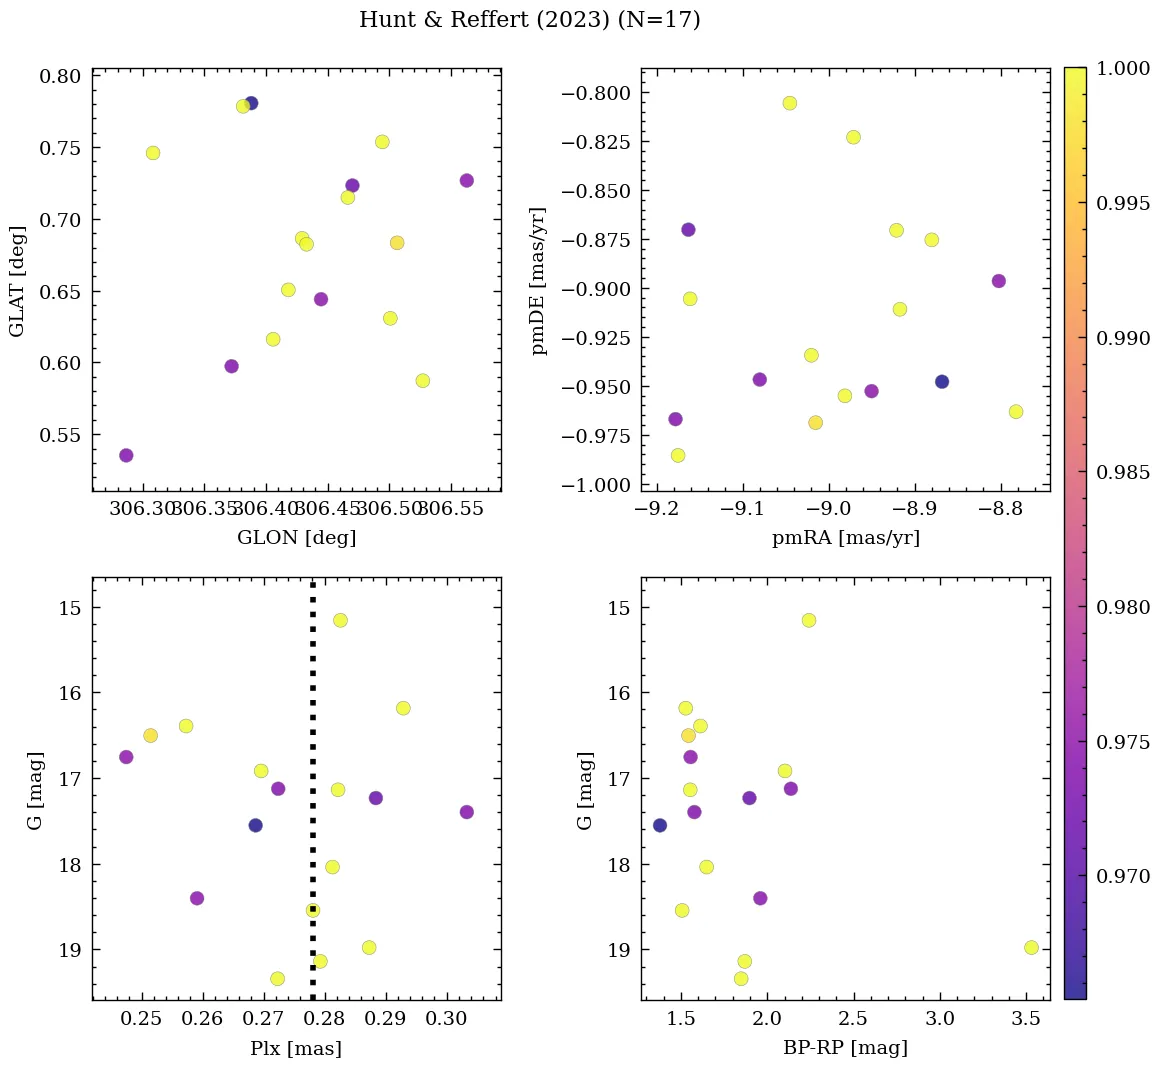 Hunt & Reffert (2023) (N=17)
0.80
0.75
0.70
0.65
0.60
0.55
GLAT [deg]
306.30 306.35 306.40 306.45 306.50 306.55
GLON [deg]
−0.800
−0.825
−0.850
−0.875
−0.900
−0.925
−0.950
−0.975
−1.000
pmDE [mas/yr]
−9.2 −9.1 −9.0 −8.9 −8.8
pmRA [mas/yr]
15
16
17
18
19
G [mag]
0.25 0.26 0.27 0.28 0.29 0.30
Plx [mas]
15
16
17
18
19
G [mag]
1.5 2.0 2.5 3.0 3.5
BP-RP [mag]
1.000
0.995
0.990
0.985
0.980
0.975
0.970